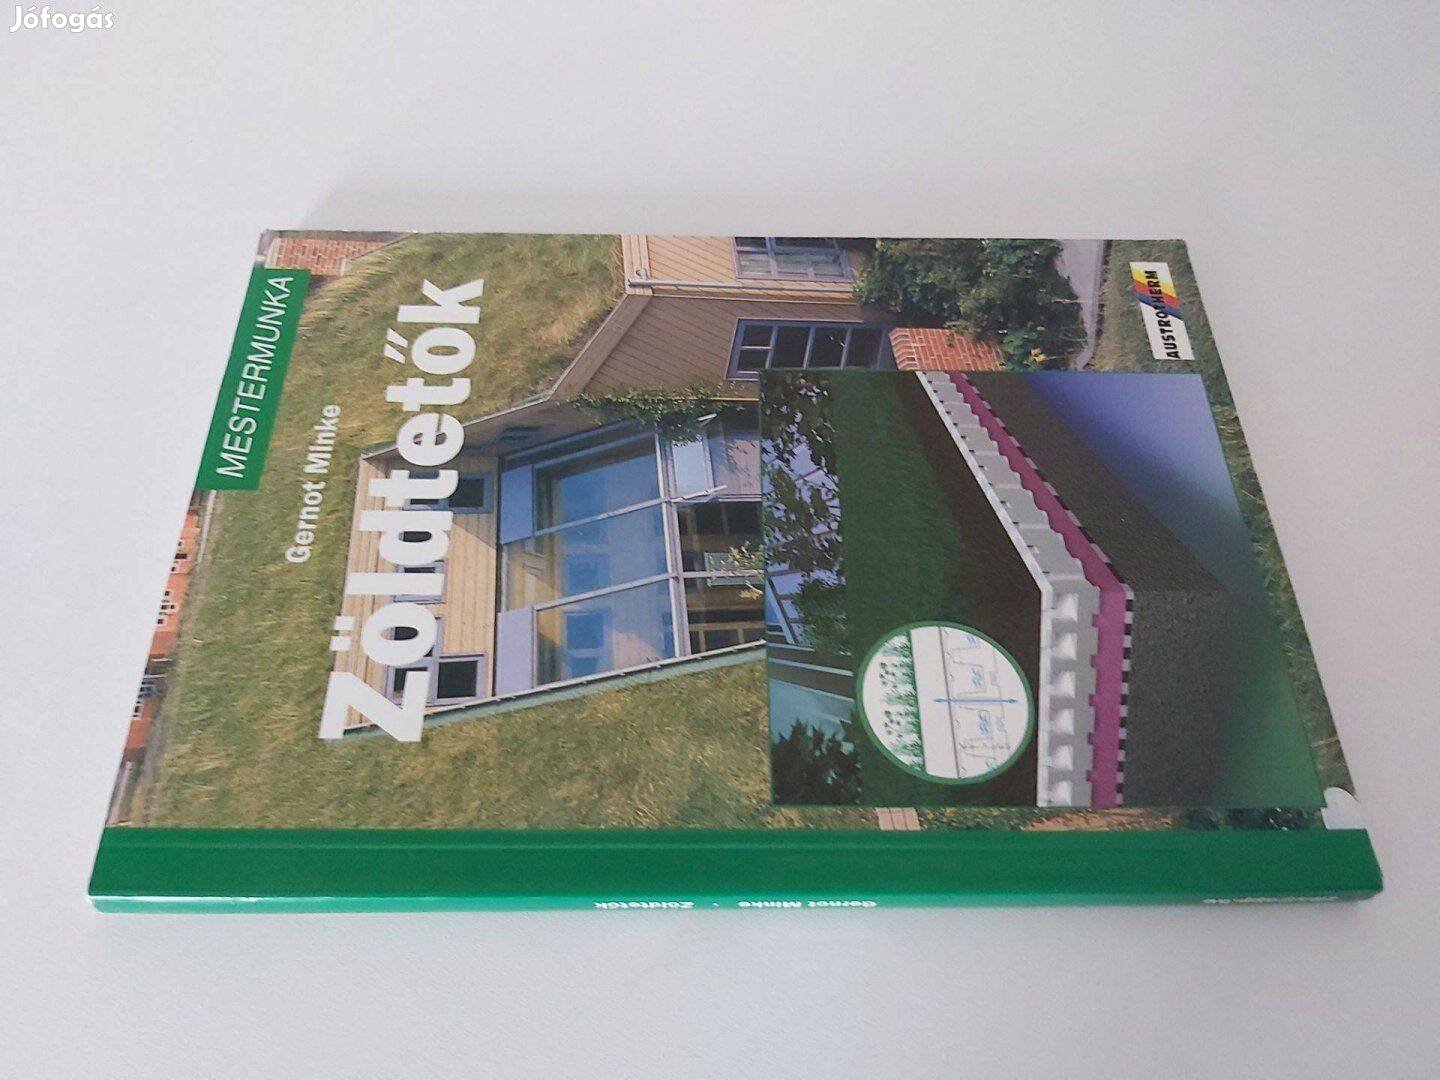 Jófogás
MESTERMUNKA
Gernot Minke
Zöldtetők
AUSTROTHERM
Gernot Minke · Zöldtetők